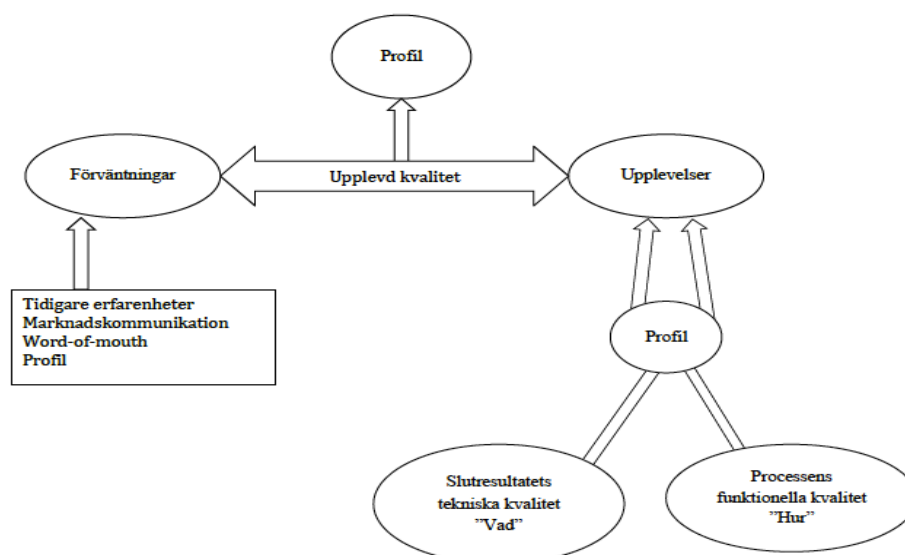 Profil
Förväntningar
Upplevd kvalitet
Upplevelser
Tidigare erfarenheter
Marknadskommunikation
Word-of-mouth
Profil
Profil
Slutresultatets
tekniska kvalitet
”Vad”
Processens
funktionella kvalitet
”Hur”